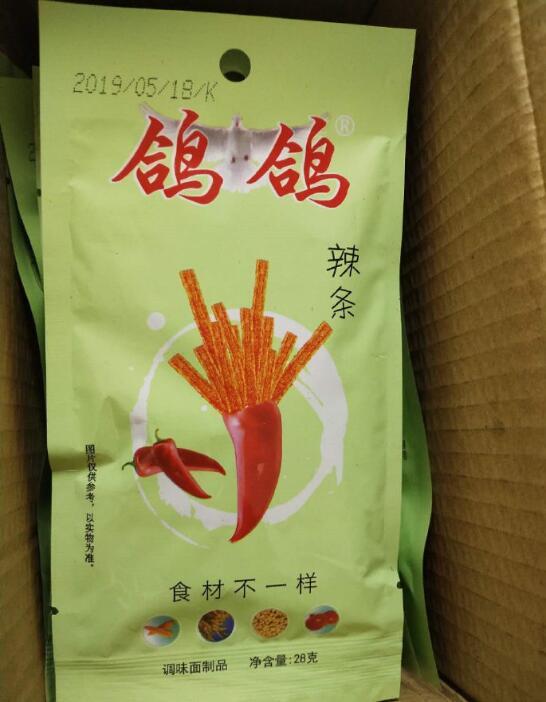 2019/05/18/K
鸽鸽®
辣条
图片仅供参考，以实物为准。
食材不一样
调味面制品 净含量:28克